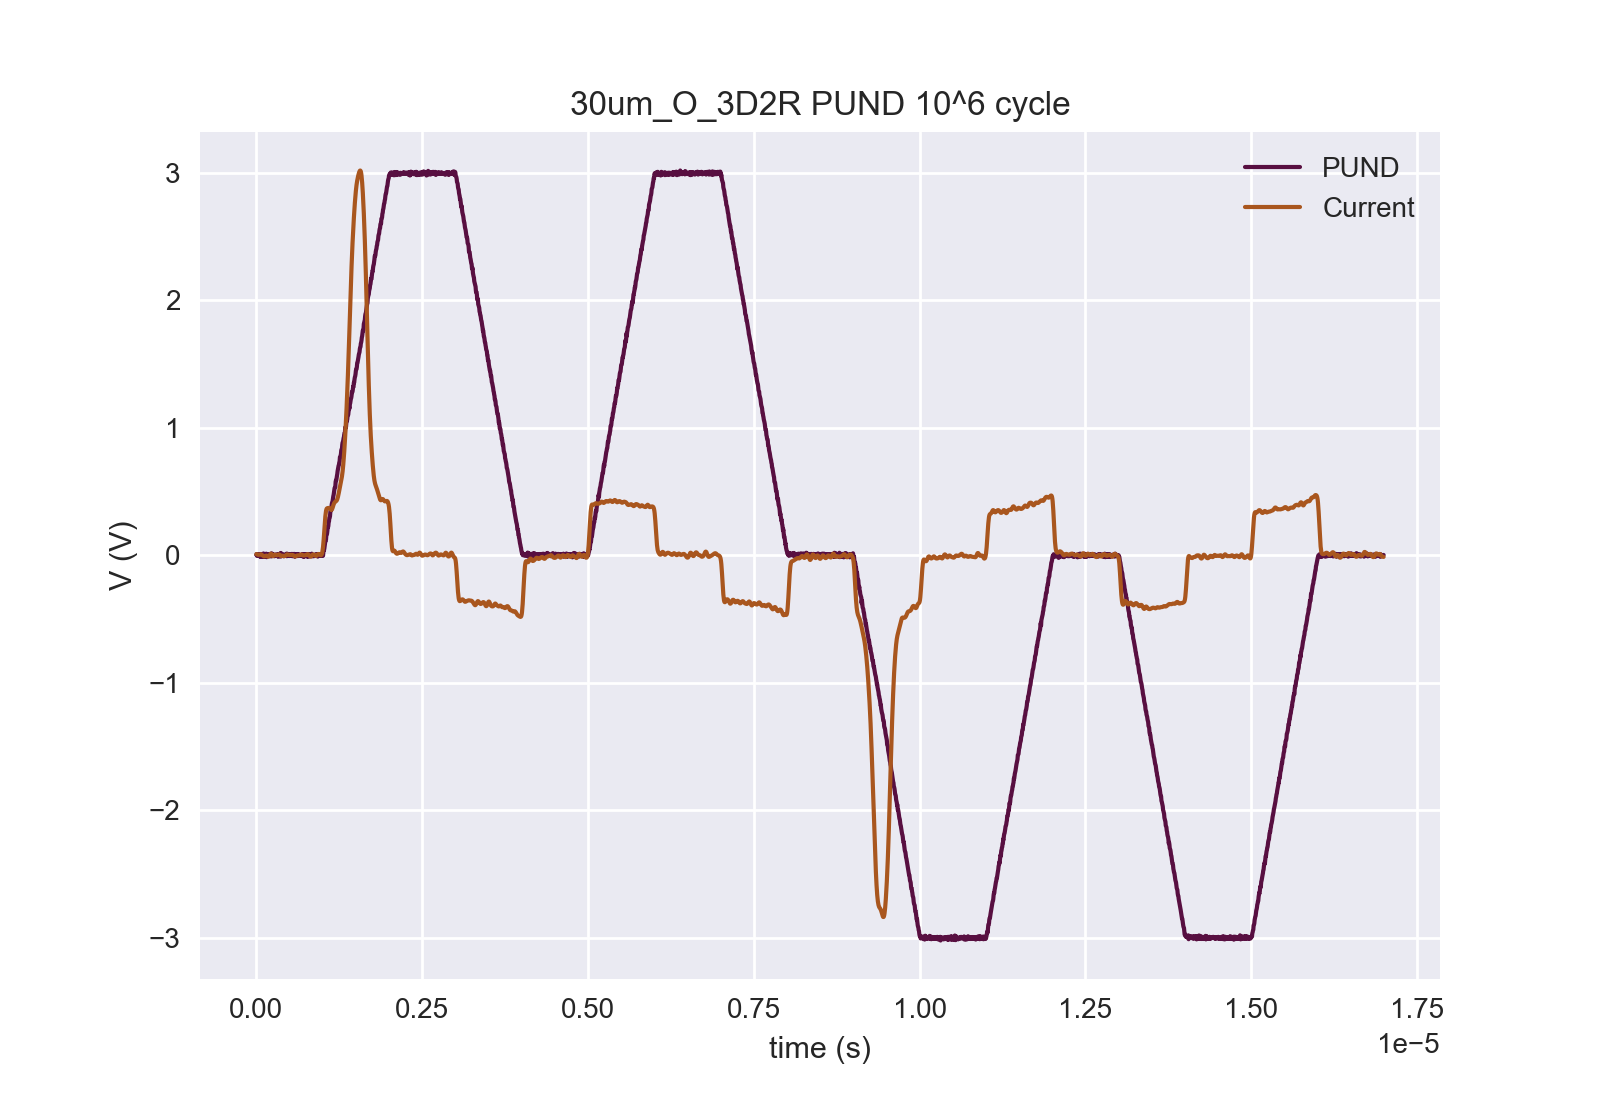 30um_O_3D2R PUND 10^6 cycle
PUND
Current
3
2
1
0
−1
−2
−3
V (V)
0.00 0.25 0.50 0.75 1.00 1.25 1.50 1.75
time (s)
1e−5